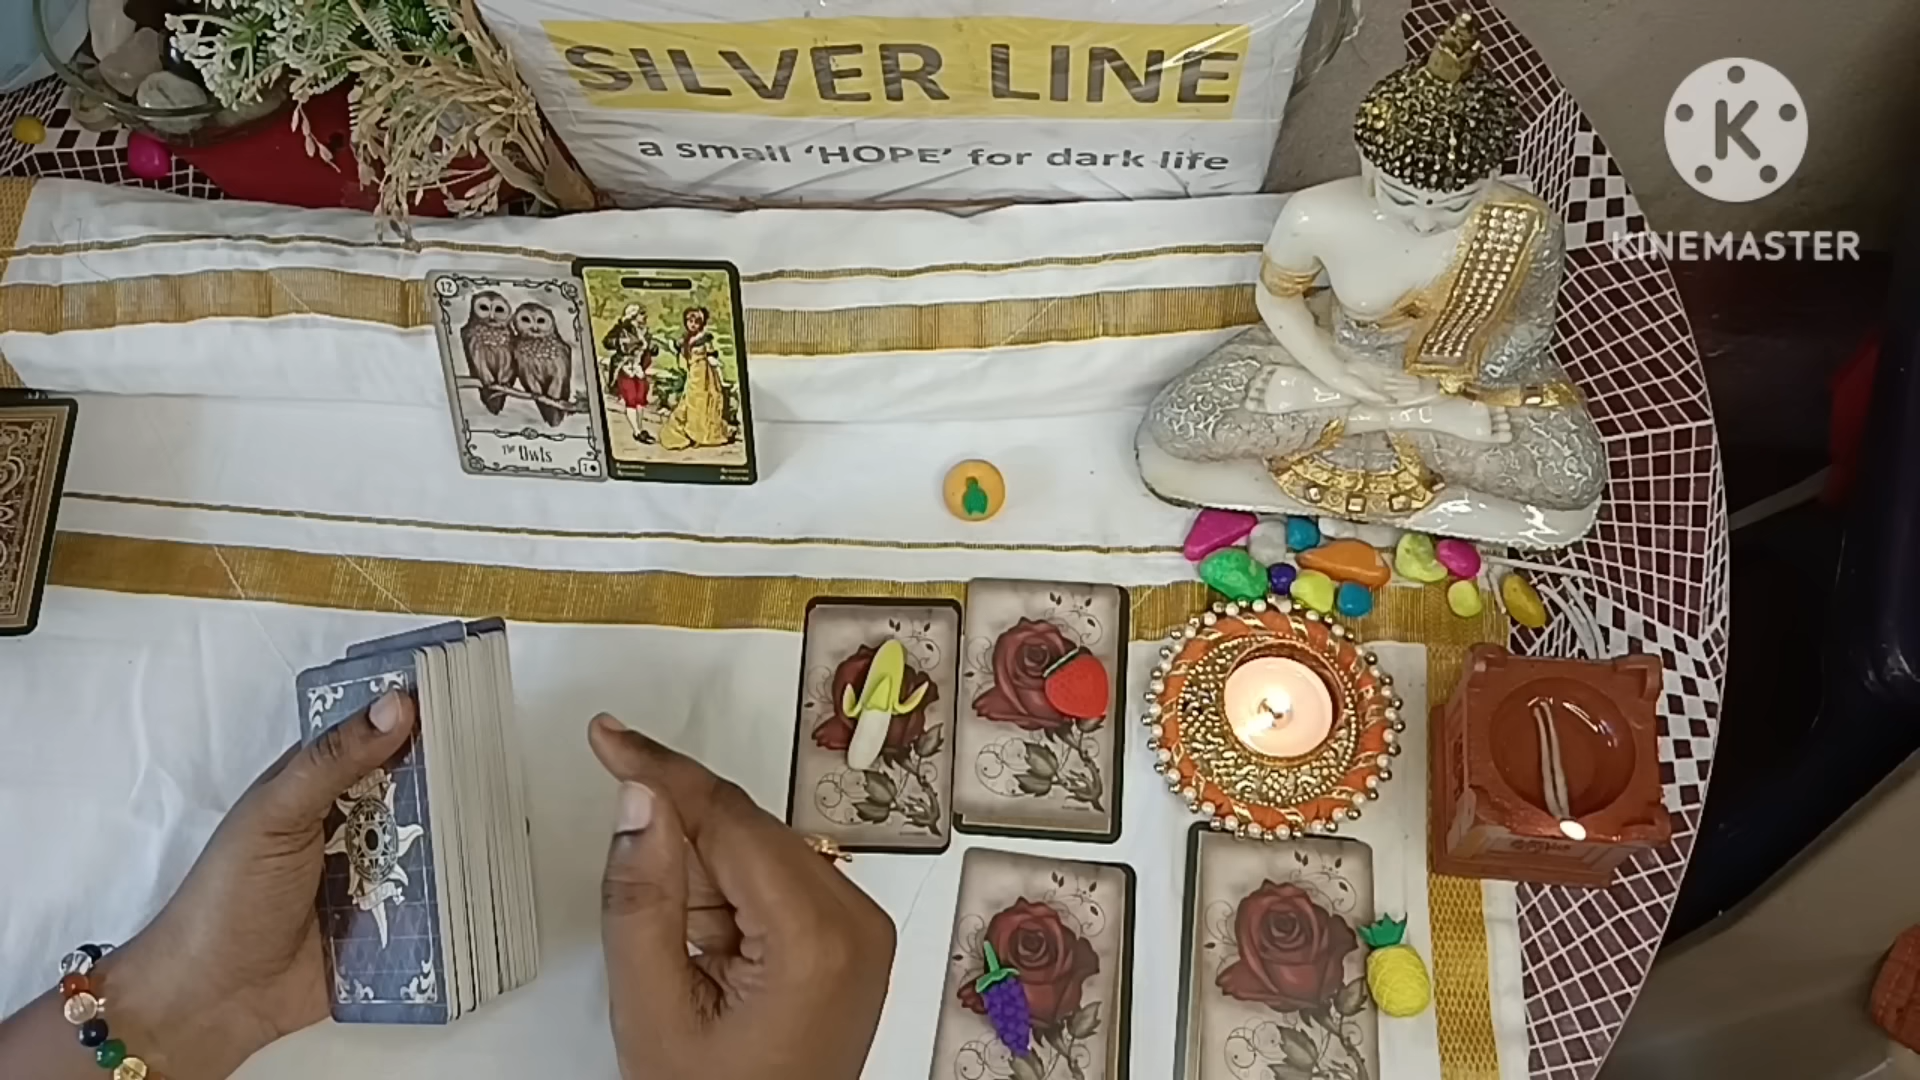 SILVER LINE
a small 'HOPE' for dark life
K
KINEMASTER
12
The Owls